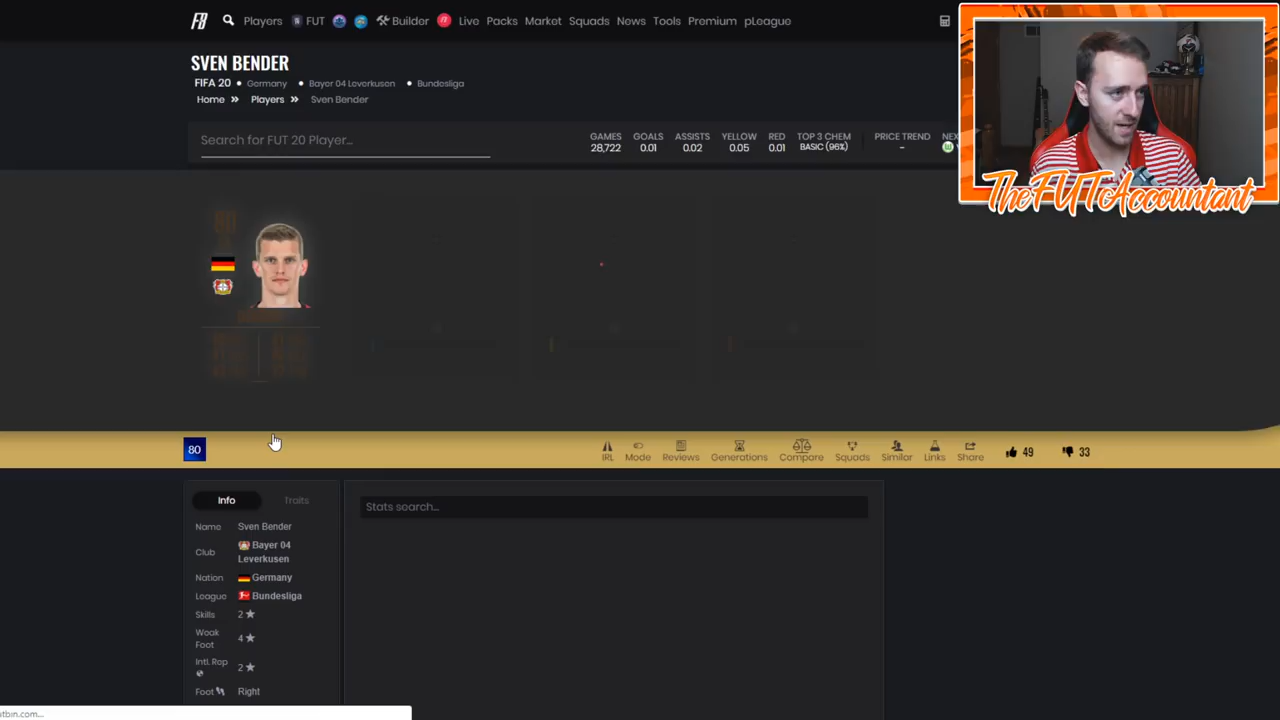 Players FUT Builder Live Packs Market Squads News Tools Premium pLeague
SVEN BENDER
FIFA 20 Germany Bayer 04 Leverkusen Bundesliga
Home Players Sven Bender
Search for FUT 20 Player...
GAMES GOALS ASSISTS YELLOW RED TOP 3 CHEM PRICE TREND
28,722 0.01 0.02 0.05 0.01 BASIC (96%) -
TheFUTAccountant
80
IRL Mode Reviews Generations Compare Squads Similar Links Share 49 33
Info Traits
Stats search...
Name Sven Bender
Club Bayer 04 Leverkusen
Nation Germany
League Bundesliga
Skills 2
Weak Foot 4
Intl. Rep 2
Foot Right